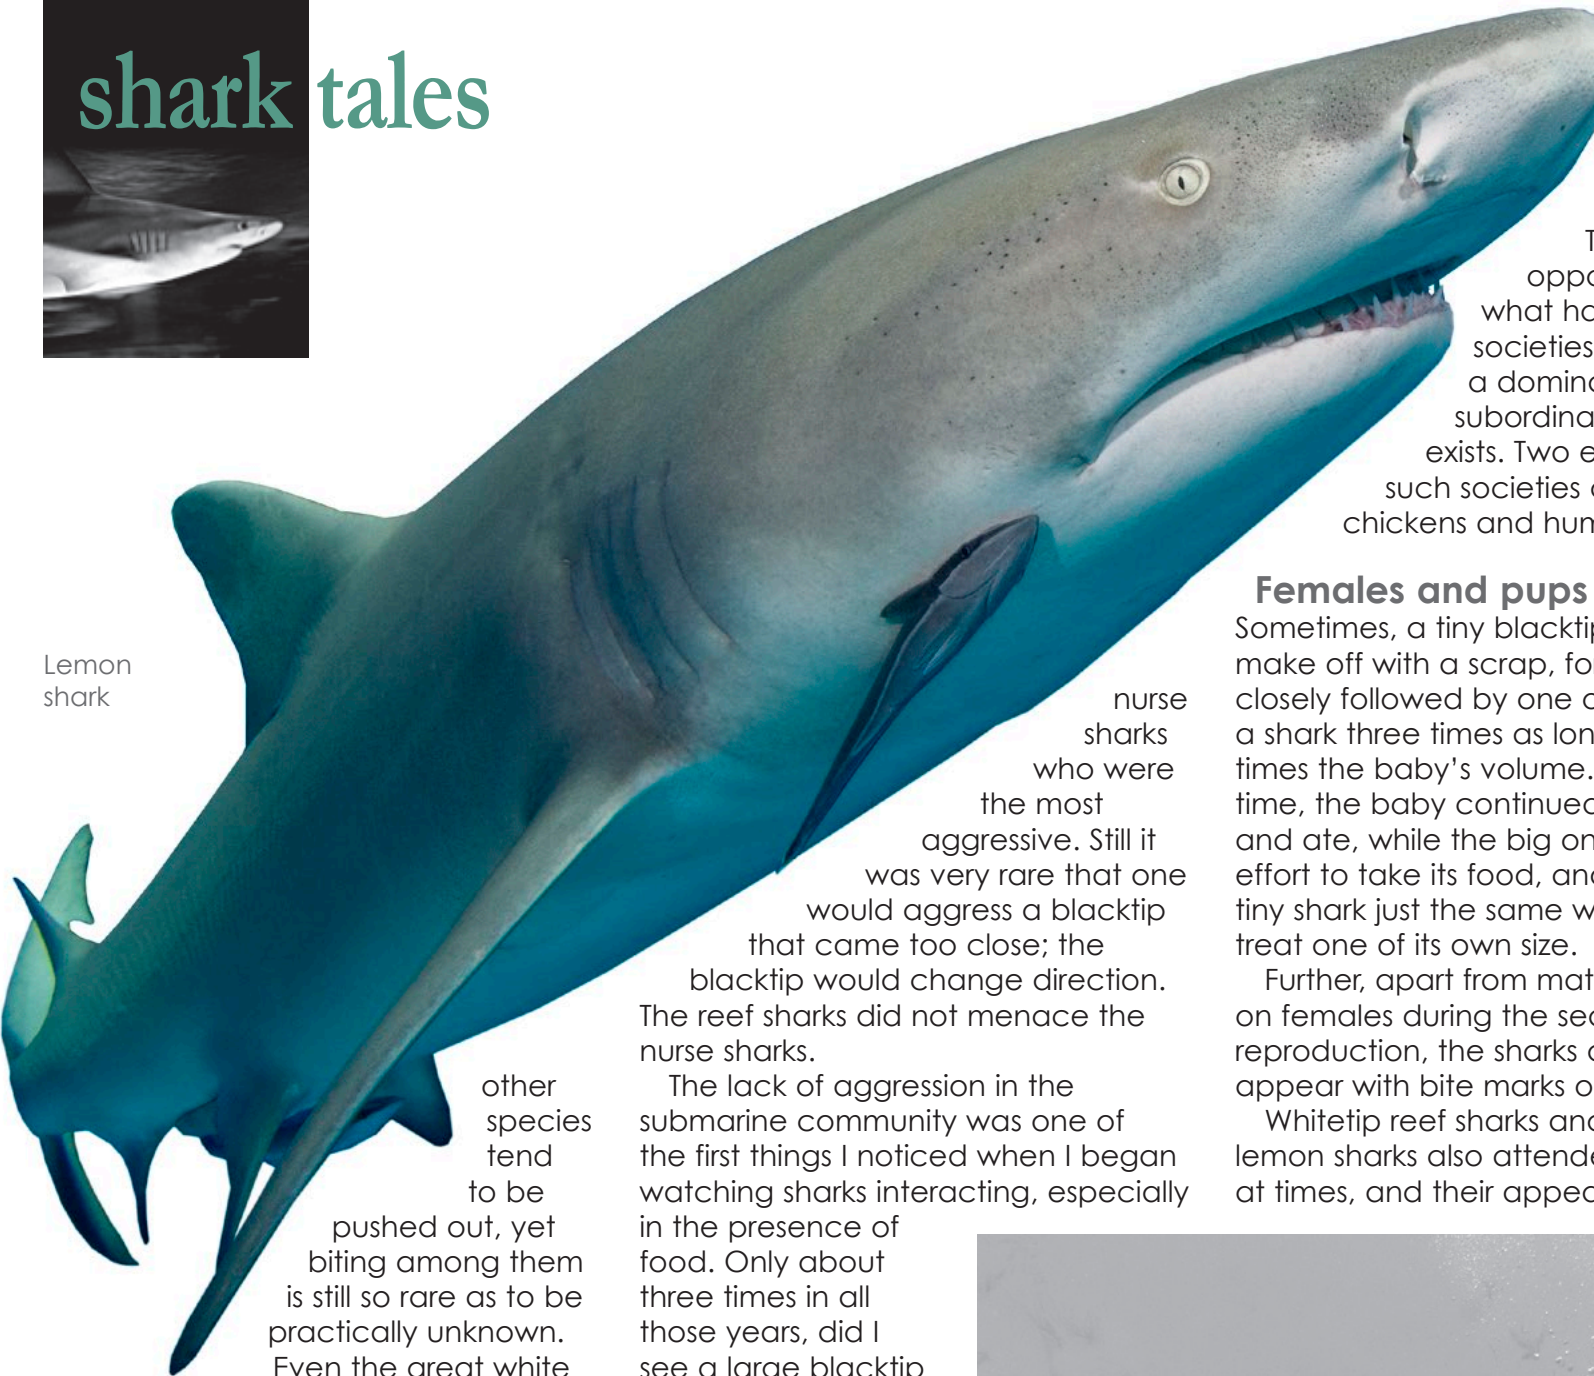 shark tales
Lemon
shark
other
species
tend
to be
pushed out, yet
biting among them
is still so rare as to be
practically unknown.
Even the great white
nurse
sharks
who were
the most
aggressive. Still it
was very rare that one
would aggress a blacktip
that came too close; the
blacktip would change direction.
The reef sharks did not menace the
nurse sharks.
The lack of aggression in the
submarine community was one of
the first things I noticed when I began
watching sharks interacting, especially
in the presence of
food. Only about
three times in all
those years, did I
see a large blacktip
what
societies
a
exists. Two
such societies
chickens and
Females and pups
Sometimes, a tiny
make off with a scrap,
closely followed by one
a shark three times as
times the baby's volume.
time, the baby continued
and ate, while the big
effort to take its food,
tiny shark just the same
treat one of its own size.
Further, apart from
on females during the
reproduction, the sharks
appear with bite marks
Whitetip reef sharks
lemon sharks also
at times, and their